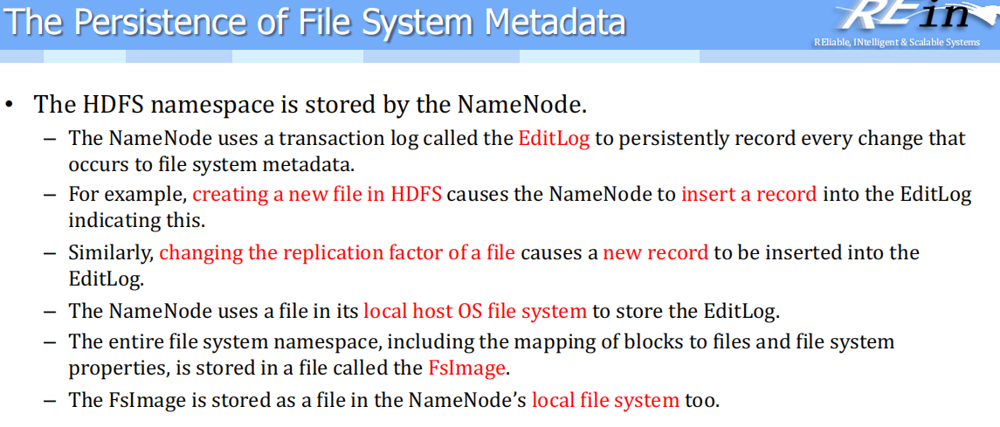 The Persistence of File System Metadata
REin
REliable, INtelligent & Scalable Systems
• The HDFS namespace is stored by the NameNode.
– The NameNode uses a transaction log called the EditLog to persistently record every change that
occurs to file system metadata.
– For example, creating a new file in HDFS causes the NameNode to insert a record into the EditLog
indicating this.
– Similarly, changing the replication factor of a file causes a new record to be inserted into the
EditLog.
– The NameNode uses a file in its local host OS file system to store the EditLog.
– The entire file system namespace, including the mapping of blocks to files and file system
properties, is stored in a file called the FsImage.
– The FsImage is stored as a file in the NameNode’s local file system too.